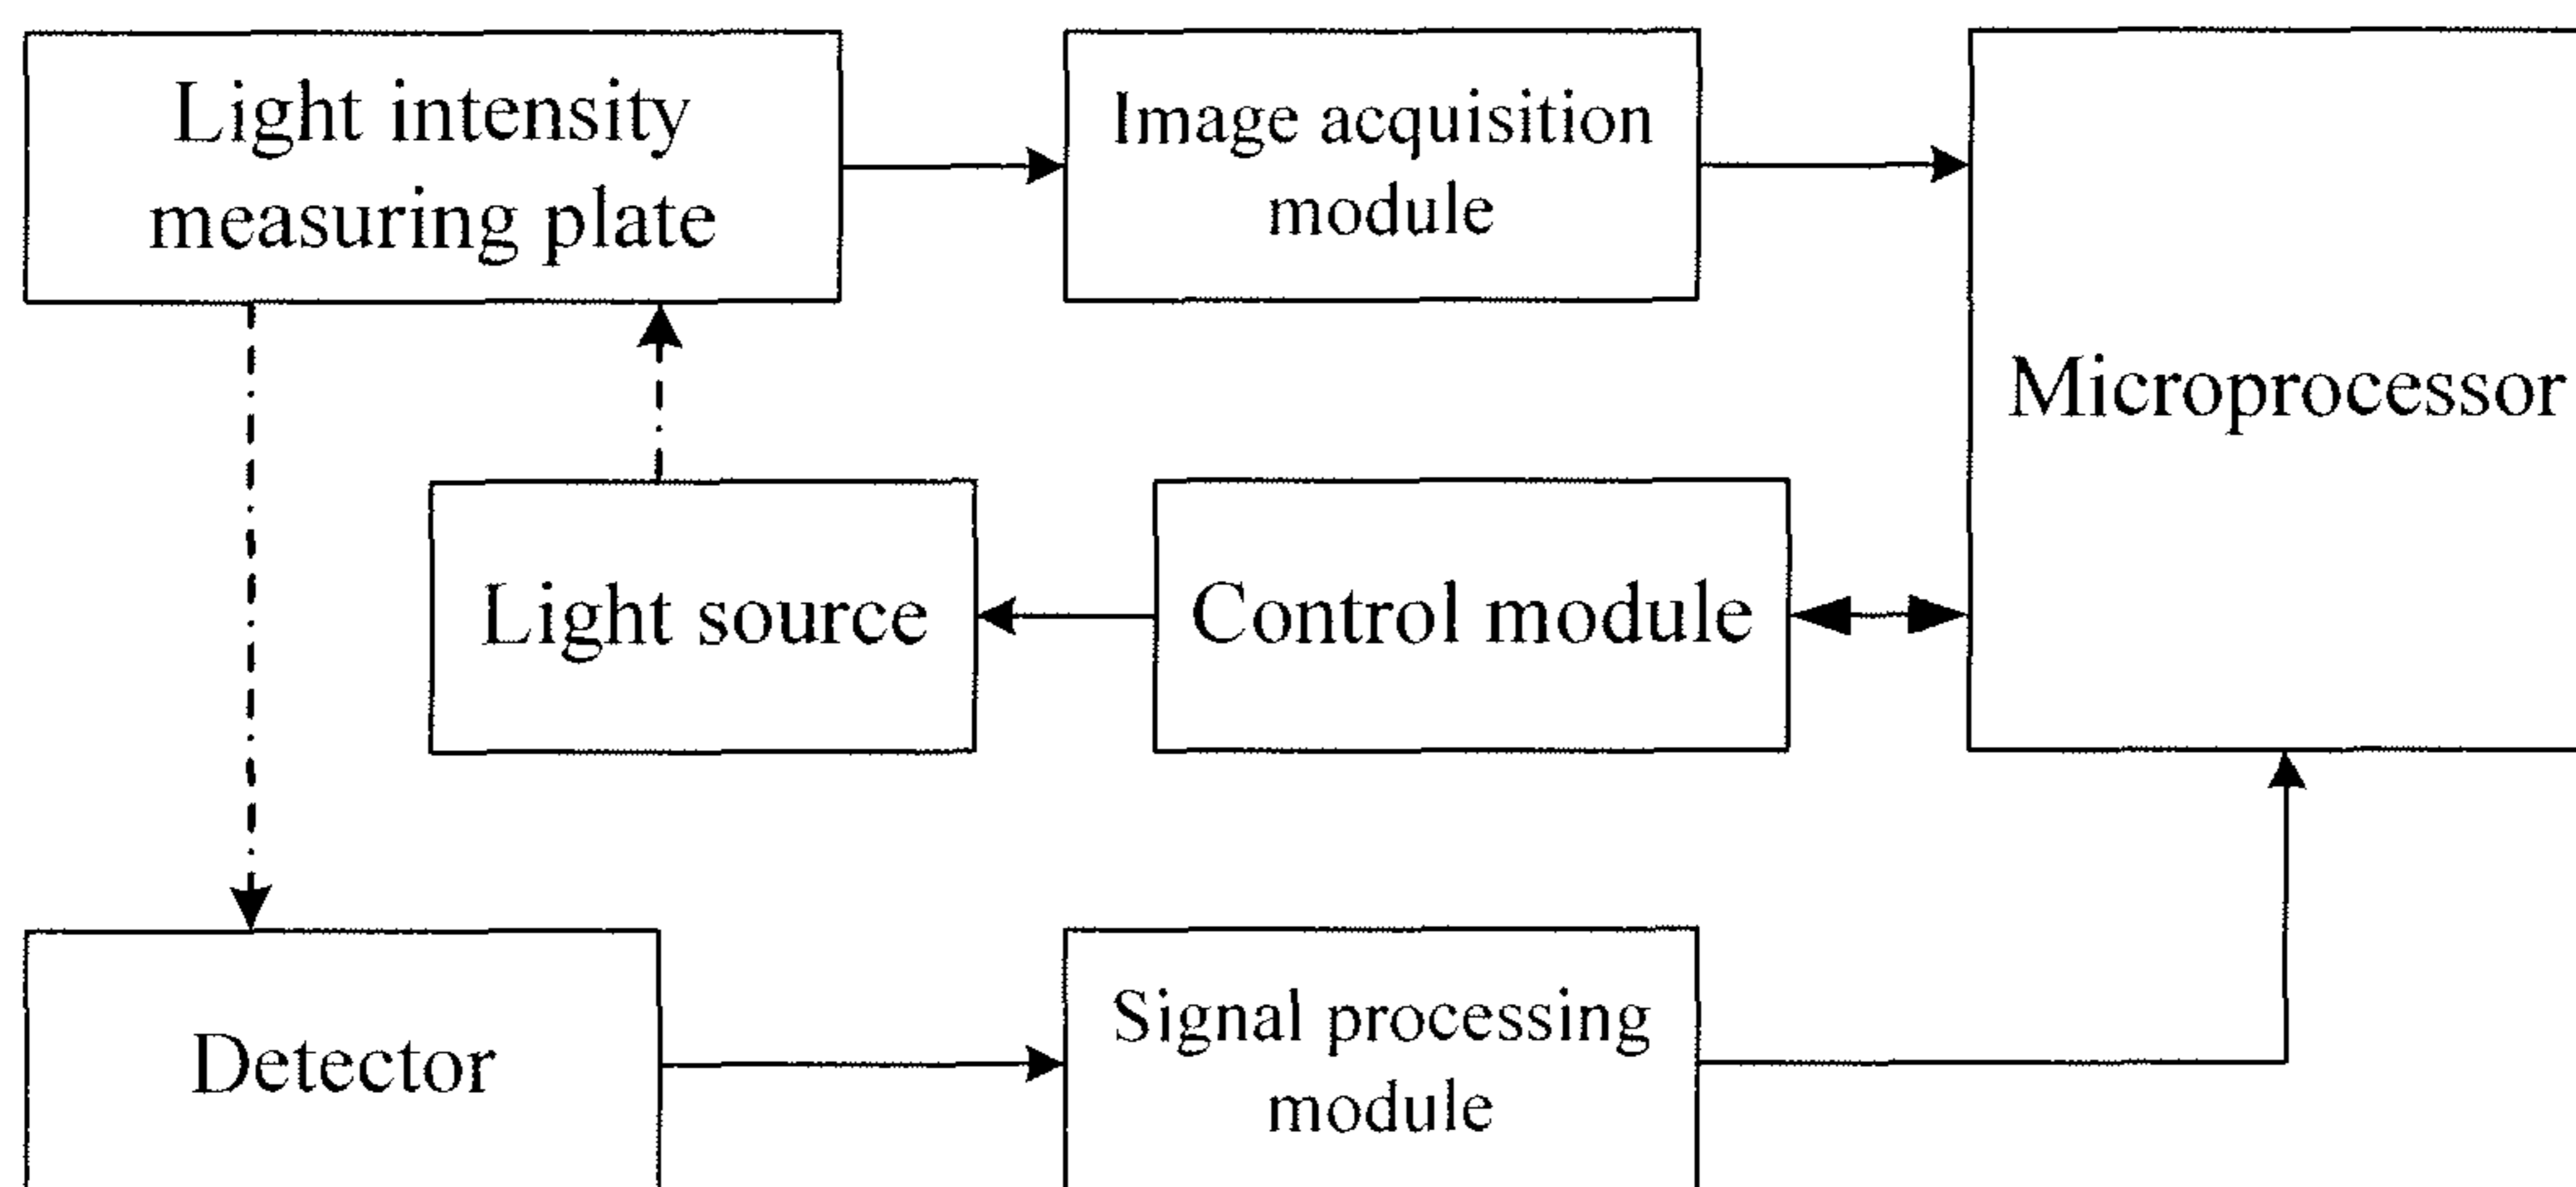 Light intensity
measuring plate
Image acquisition
module
Microprocessor
Light source
Control module
Detector
Signal processing
module